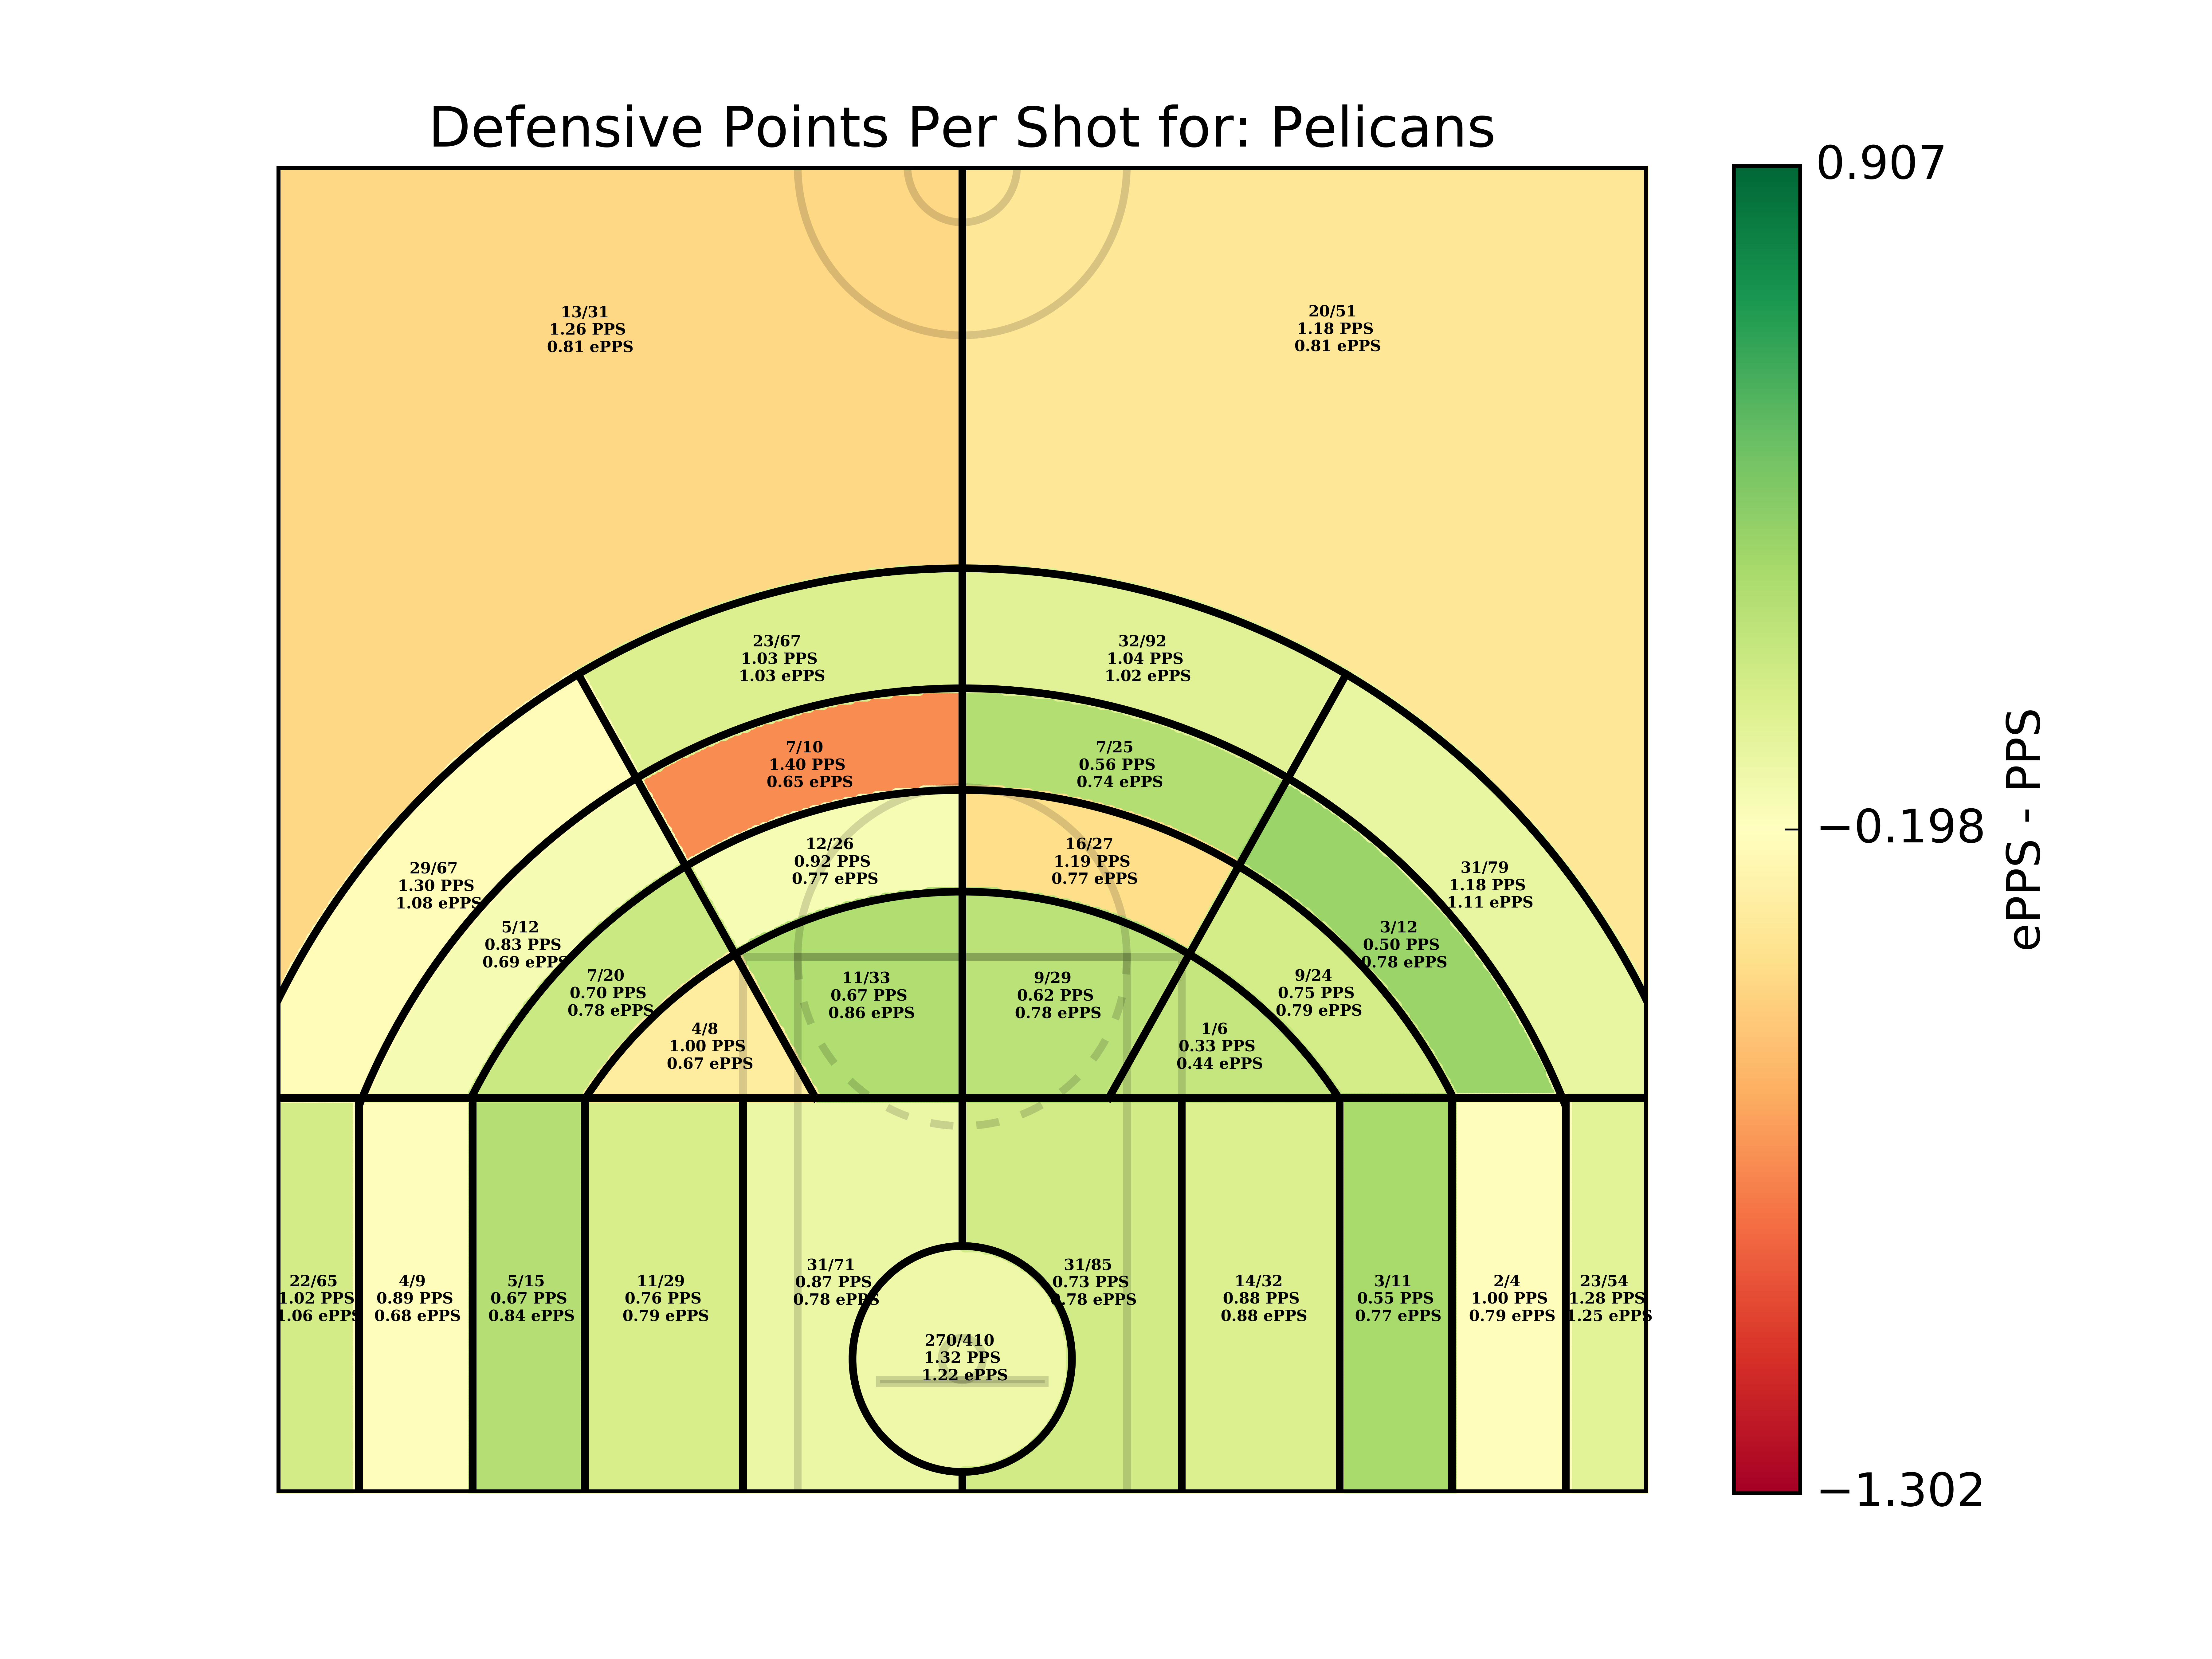 Defensive Points Per Shot for: Pelicans
13/31
1.26 PPS
0.81 ePPS
20/51
1.18 PPS
0.81 ePPS
23/67
1.03 PPS
1.03 ePPS
32/92
1.04 PPS
1.02 ePPS
7/10
1.40 PPS
0.65 ePPS
7/25
0.56 PPS
0.74 ePPS
12/26
0.92 PPS
0.77 ePPS
16/27
1.19 PPS
0.77 ePPS
29/67
1.30 PPS
1.08 ePPS
31/79
1.18 PPS
1.11 ePPS
5/12
0.83 PPS
0.69 ePPS
3/12
0.50 PPS
0.78 ePPS
7/20
0.70 PPS
0.78 ePPS
11/33
0.67 PPS
0.86 ePPS
9/29
0.62 PPS
0.78 ePPS
9/24
0.75 PPS
0.79 ePPS
4/8
1.00 PPS
0.67 ePPS
1/6
0.33 PPS
0.44 ePPS
22/65
1.02 PPS
1.06 ePPS
4/9
0.89 PPS
0.68 ePPS
5/15
0.67 PPS
0.84 ePPS
11/29
0.76 PPS
0.79 ePPS
31/71
0.87 PPS
0.78 ePPS
31/85
0.73 PPS
0.78 ePPS
14/32
0.88 PPS
0.88 ePPS
3/11
0.55 PPS
0.77 ePPS
2/4
1.00 PPS
0.79 ePPS
23/54
1.28 PPS
1.25 ePPS
270/410
1.32 PPS
1.22 ePPS
0.907
−0.198
−1.302
ePPS - PPS